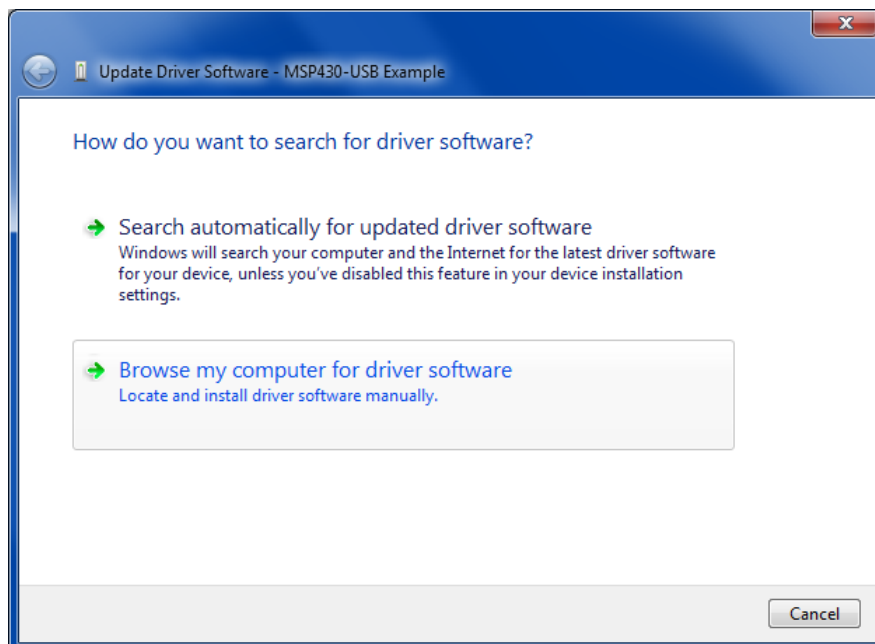 Update Driver Software - MSP430-USB Example
How do you want to search for driver software?
Search automatically for updated driver software
Windows will search your computer and the Internet for the latest driver software
for your device, unless you've disabled this feature in your device installation
settings.
Browse my computer for driver software
Locate and install driver software manually.
Cancel